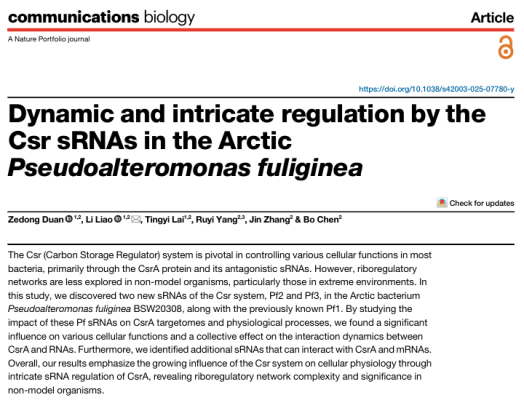 communications biology
Article
A Nature Portfolio journal
https://doi.org/10.1038/s42003-025-07780-y
Dynamic and intricate regulation by the
Csr sRNAs in the Arctic
Pseudoalteromonas fuliginea
Check for updates
Zedong Duan 1,2, Li Liao 1,2, Tingyi Lai1,2, Ruyi Yang2,3, Jin Zhang2 & Bo Chen2
The Csr (Carbon Storage Regulator) system is pivotal in controlling various cellular functions in most
bacteria, primarily through the CsrA protein and its antagonistic sRNAs. However, riboregulatory
networks are less explored in non-model organisms, particularly those in extreme environments. In
this study, we discovered two new sRNAs of the Csr system, Pf2 and Pf3, in the Arctic bacterium
Pseudoalteromonas fuliginea BSW20308, along with the previously known Pf1. By studying the
impact of these Pf sRNAs on CsrA targetomes and physiological processes, we found a significant
influence on various cellular functions and a collective effect on the interaction dynamics between
CsrA and RNAs. Furthermore, we identified additional sRNAs that can interact with CsrA and mRNAs.
Overall, our results emphasize the growing influence of the Csr system on cellular physiology through
intricate sRNA regulation of CsrA, revealing riboregulatory network complexity and significance in
non-model organisms.